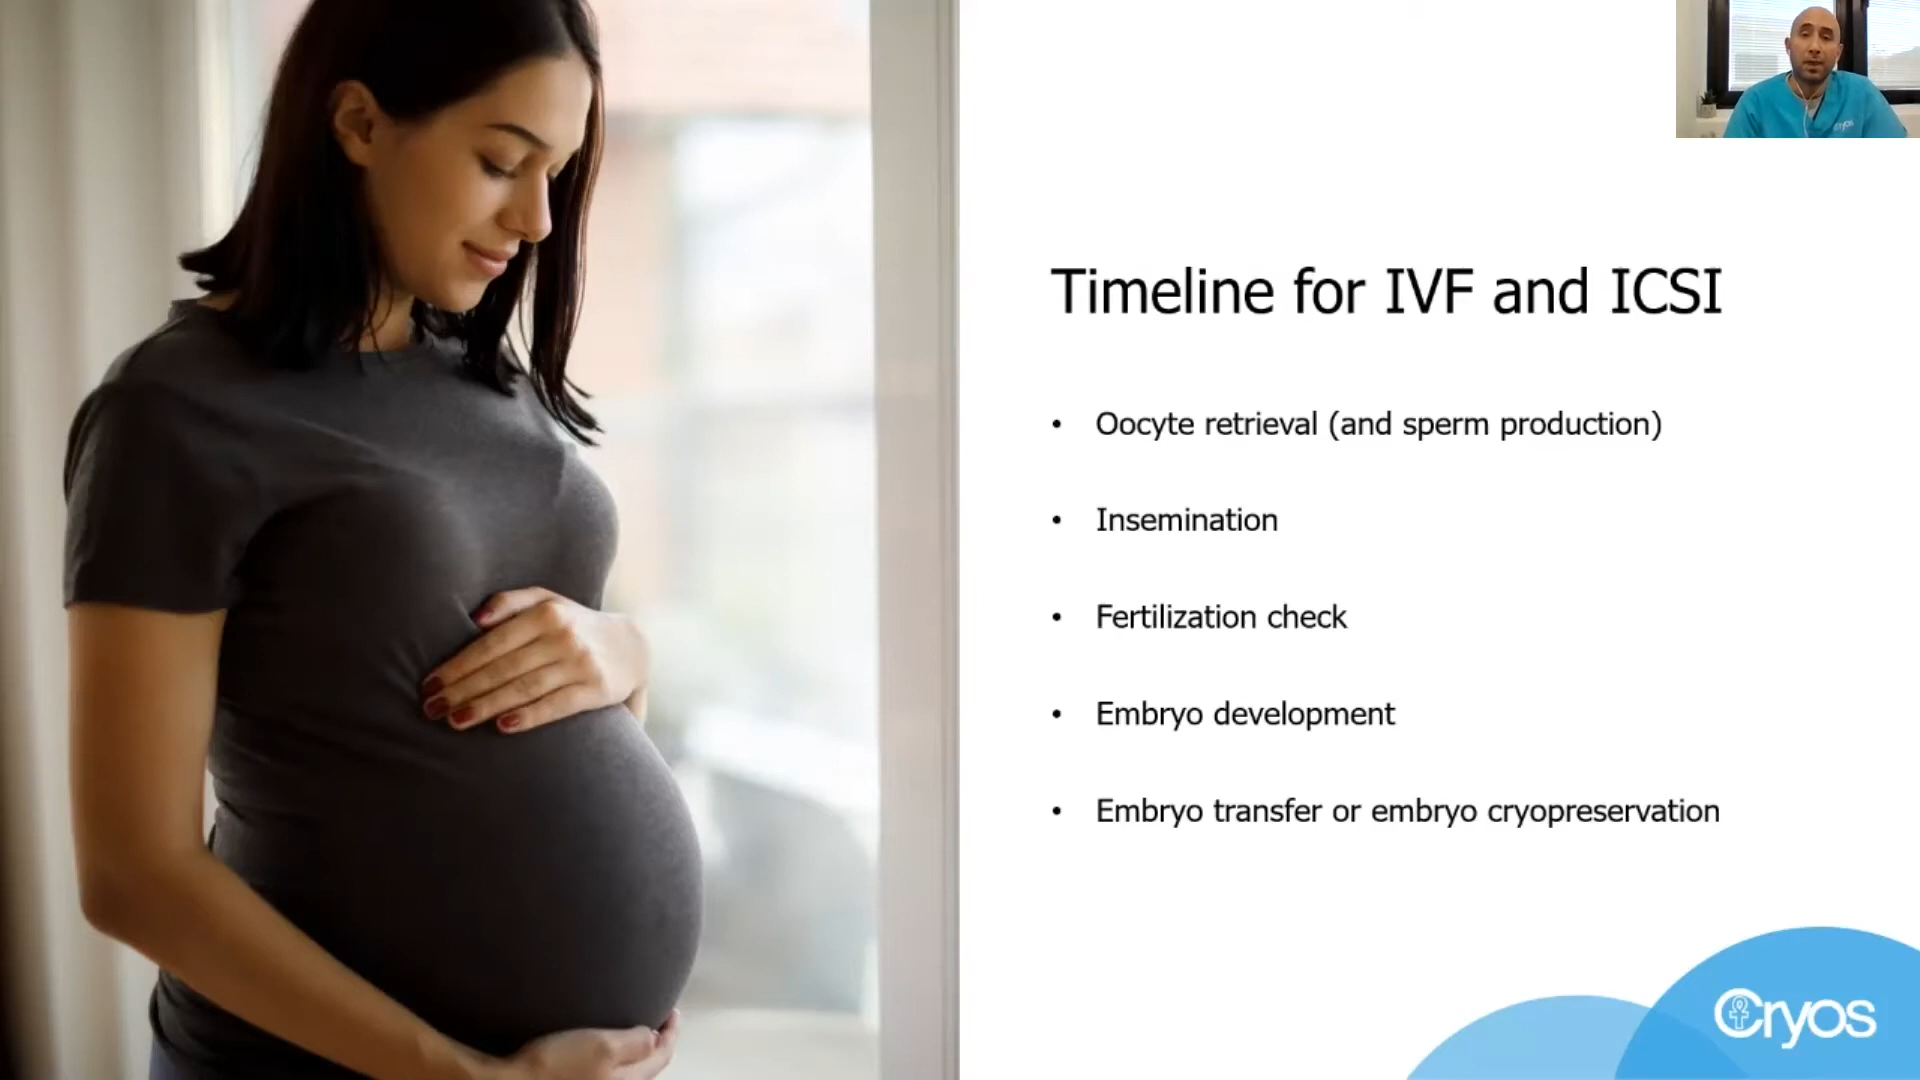 Timeline for IVF and ICSI
• Oocyte retrieval (and sperm production)
• Insemination
• Fertilization check
• Embryo development
• Embryo transfer or embryo cryopreservation
Cryos
Cryos